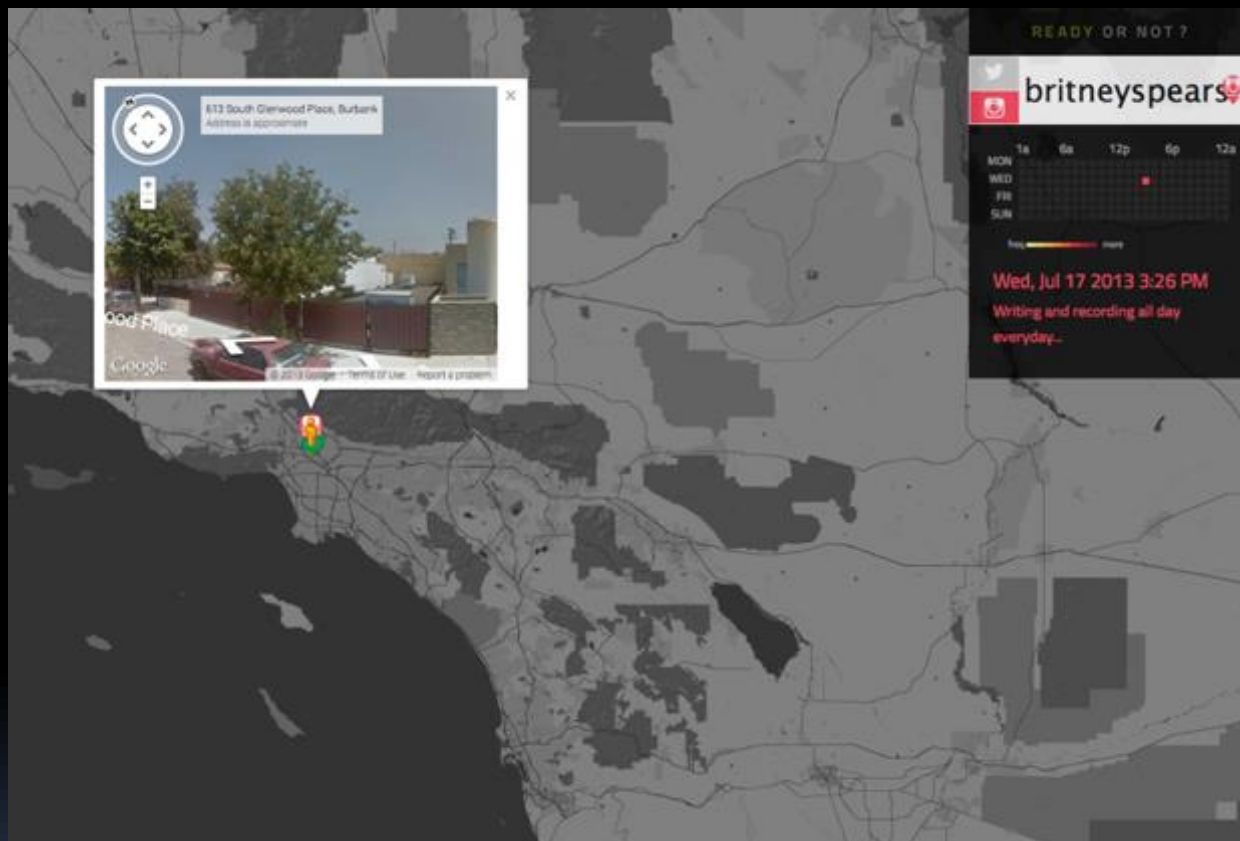 READY OR NOT ?
britneyspears
1a 6a 12p 6p 12a
MON
WED
FRI
SUN
freq more
Wed, Jul 17 2013 3:26 PM
Writing and recording all day
everyday...
613 South Glenwood Place, Burbank
Address is approximate
ood Place
Google
© 2013 Google Terms of Use Report a problem